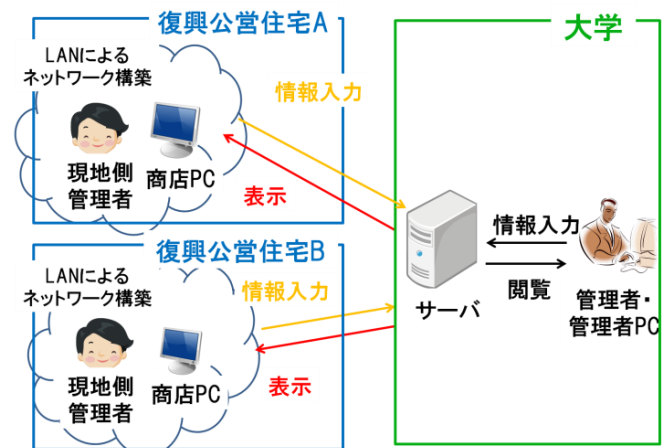 復興公営住宅A
LANによる
ネットワーク構築
現地側
管理者
商店PC
情報入力
表示
復興公営住宅B
LANによる
ネットワーク構築
現地側
管理者
商店PC
情報入力
表示
大学
サーバ
情報入力
閲覧
管理者・
管理者PC